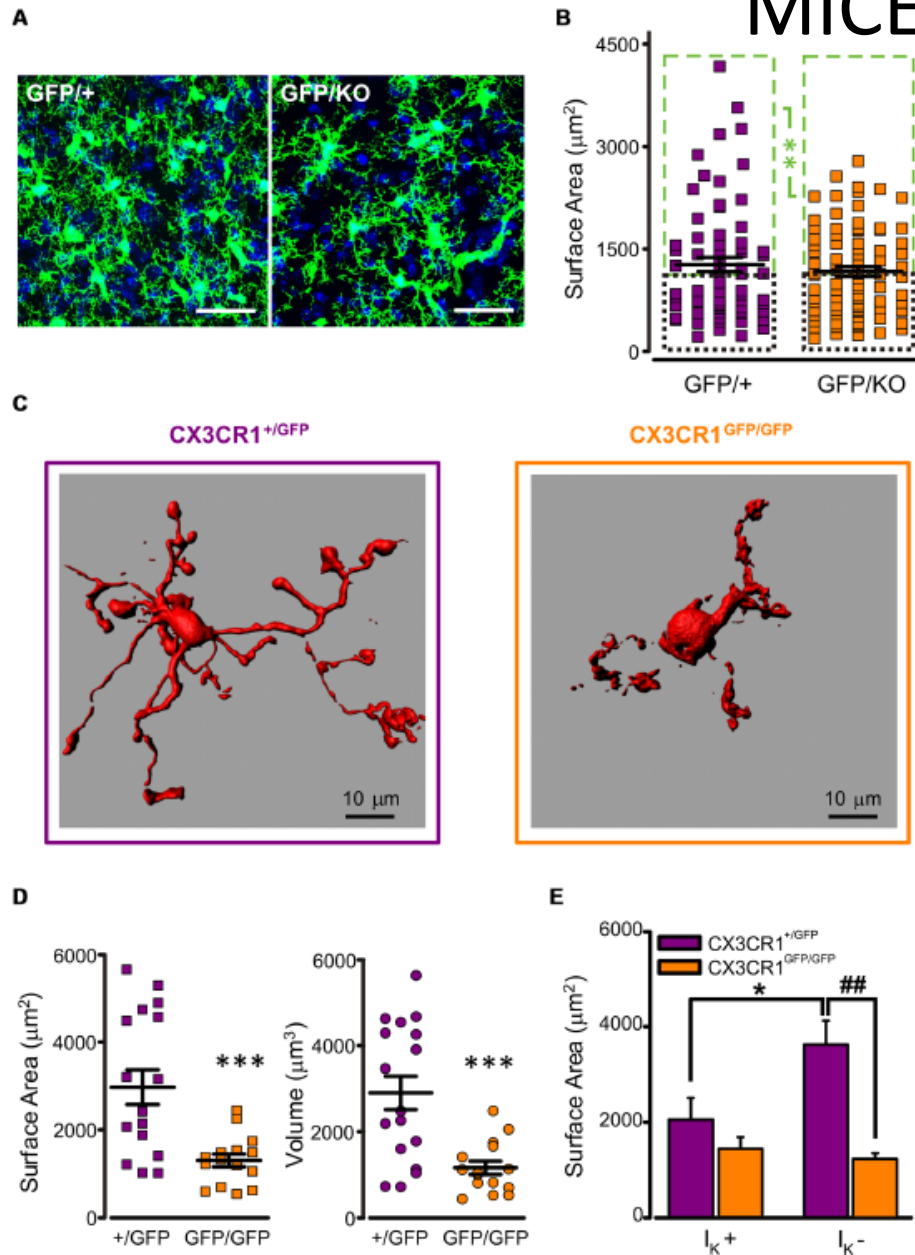 MICE
A
B
GFP/+
GFP/KO
Surface Area (μm²)
4500
3000
1500
0
**
GFP/+
GFP/KO
C
CX3CR1⁺/ᴳᶠᴾ
CX3CR1ᴳᶠᴾ/ᴳᶠᴾ
10 μm
10 μm
D
E
Surface Area (μm²)
6000
4000
2000
0
***
+/GFP
GFP/GFP
Volume (μm³)
6000
4000
2000
0
***
+/GFP
GFP/GFP
Surface Area (μm²)
6000
4000
2000
0
CX3CR1⁺/ᴳᶠᴾ
CX3CR1ᴳᶠᴾ/ᴳᶠᴾ
*
##
Iₖ+
Iₖ-